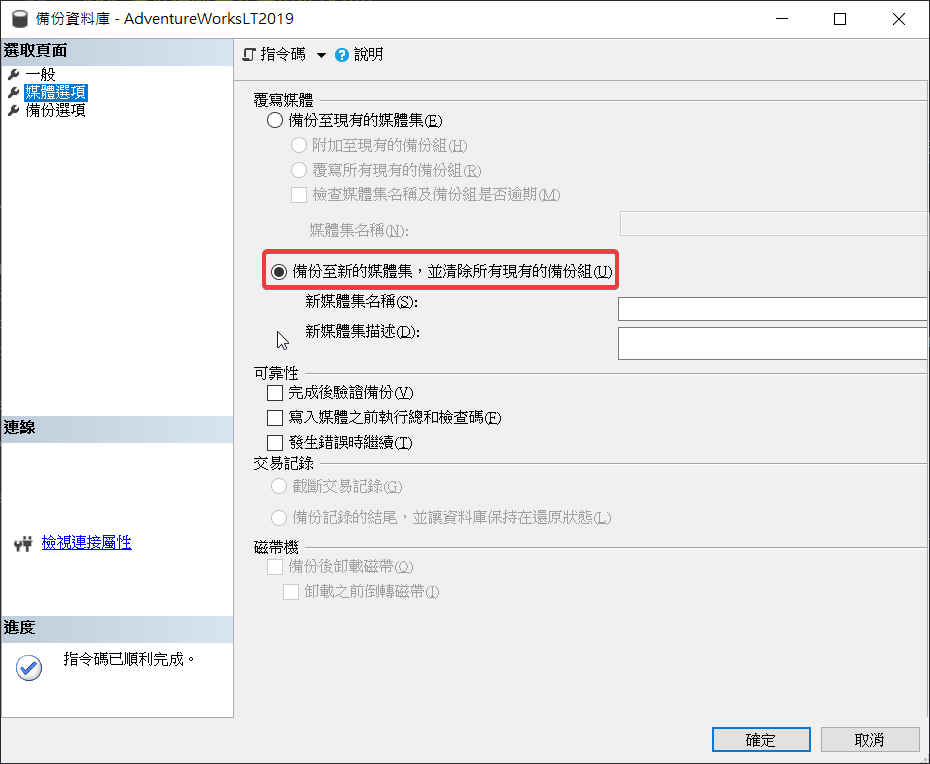 備份資料庫 - AdventureWorksLT2019
選取頁面
一般
媒體選項
備份選項
連線
檢視連接屬性
進度
指令碼已順利完成。
指令碼
說明
覆寫媒體
備份至現有的媒體集(E)
附加至現有的備份組(H)
覆寫所有現有的備份組(R)
檢查媒體集名稱及備份組是否逾期(M)
媒體集名稱(N):
備份至新的媒體集，並清除所有現有的備份組(U)
新媒體集名稱(S):
新媒體集描述(D):
可靠性
完成後驗證備份(V)
寫入媒體之前執行總和檢查碼(F)
發生錯誤時繼續(T)
交易記錄
截斷交易記錄(G)
備份記錄的結尾，並讓資料庫保持在還原狀態(L)
磁帶機
備份後卸載磁帶(O)
卸載之前倒轉磁帶(I)
確定
取消